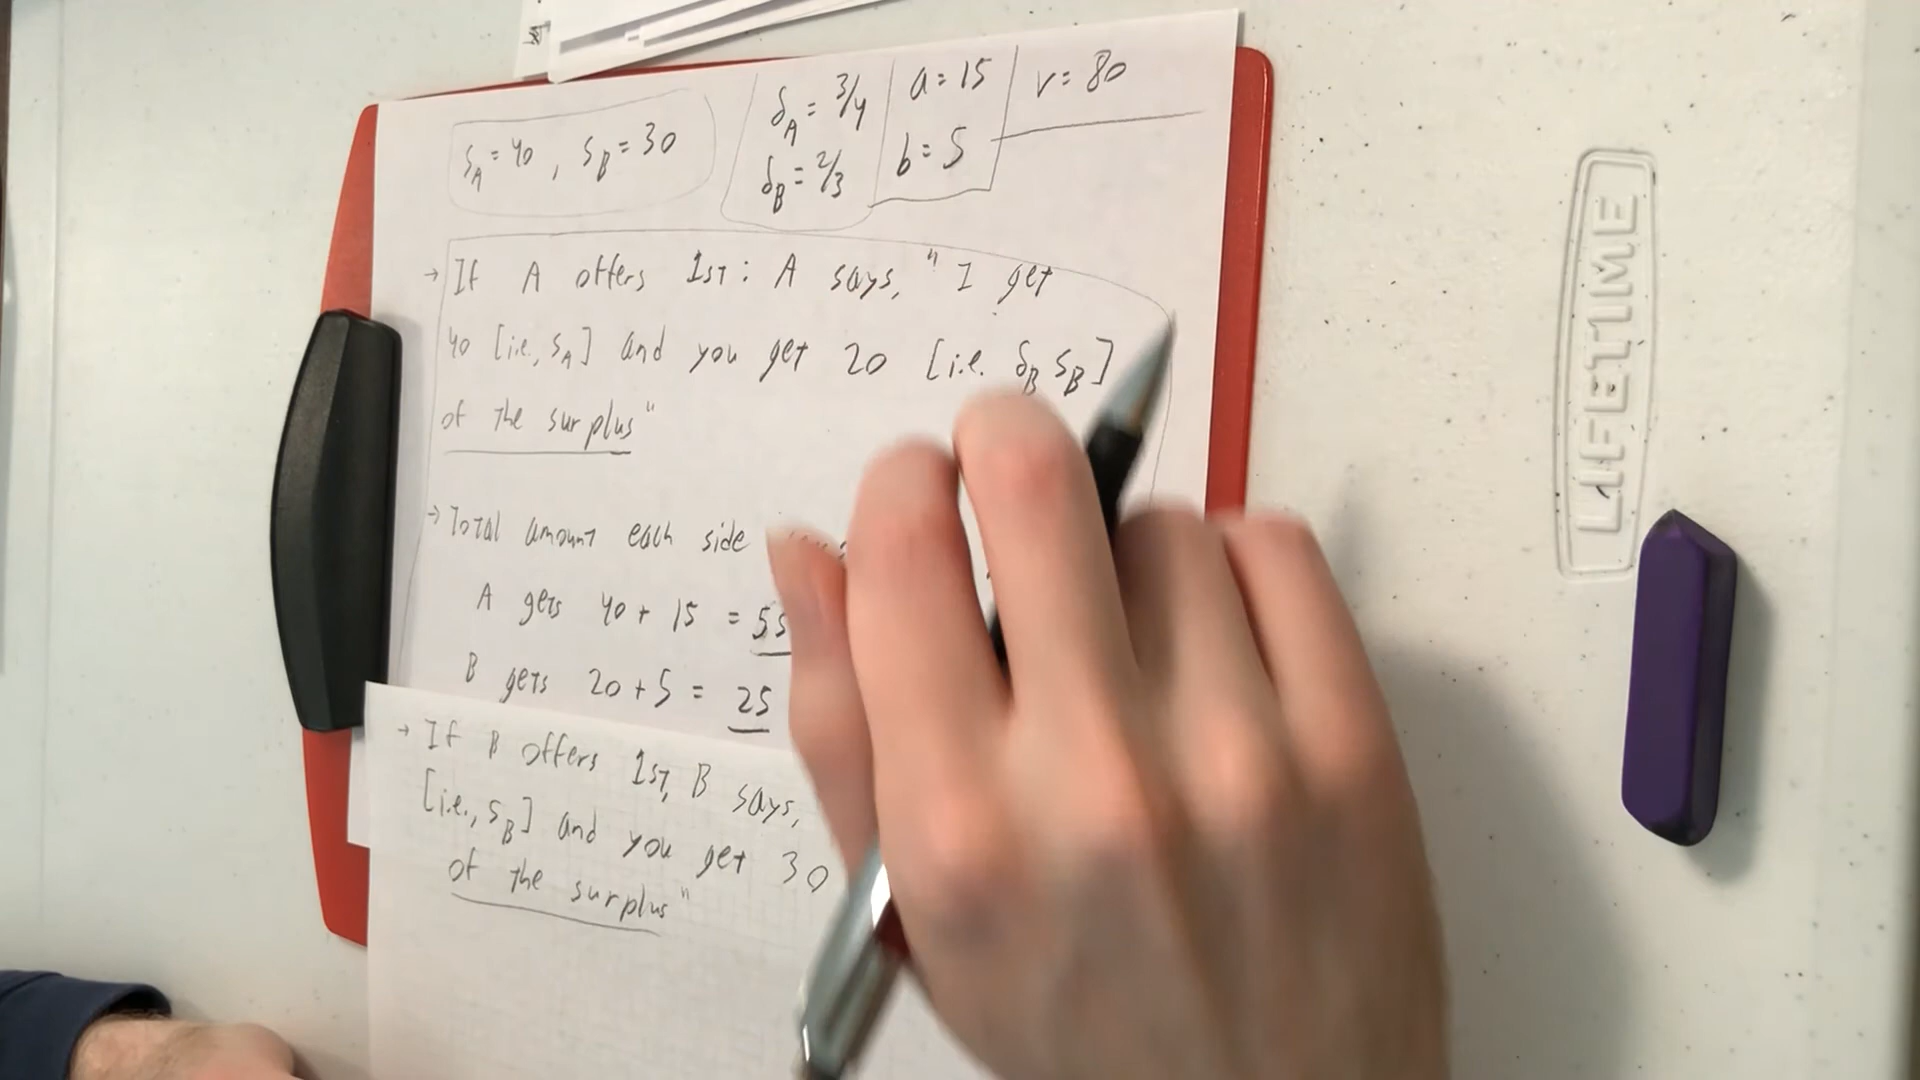 S_A = 40 , S_B = 30
δ_A = 3/4
δ_B = 2/3
a = 15
b = 5
v = 80
→ If A offers 1st : A says, " I get
40 [i.e., S_A] and you get 20 [i.e. δ_B S_B]
of the surplus"
→ Total amount each side
A gets 40 + 15 = 55
B gets 20 + 5 = 25
→ If B offers 1st, B says,
[i.e., S_B] and you get 30
of the surplus"
LIFETIME